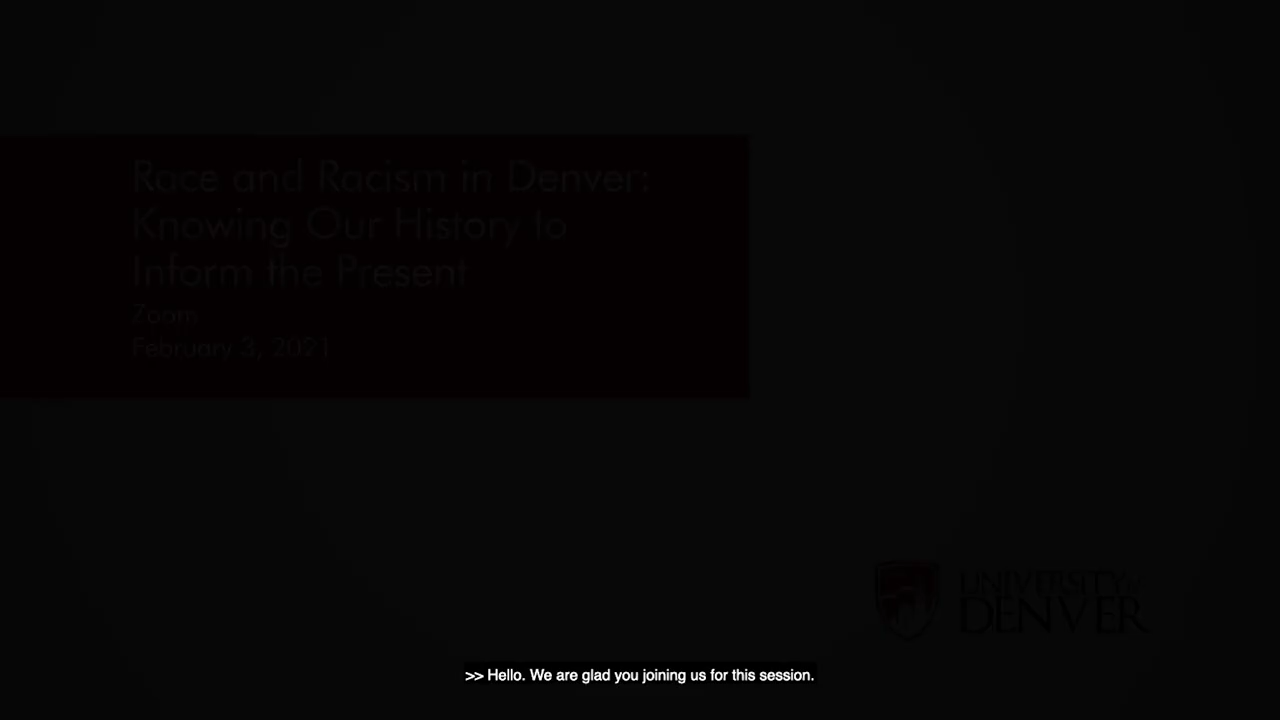 Race and Racism in Denver:
Knowing Our History to
Inform the Present
Zoom
February 3, 2021
UNIVERSITY of
DENVER
>> Hello. We are glad you joining us for this session.